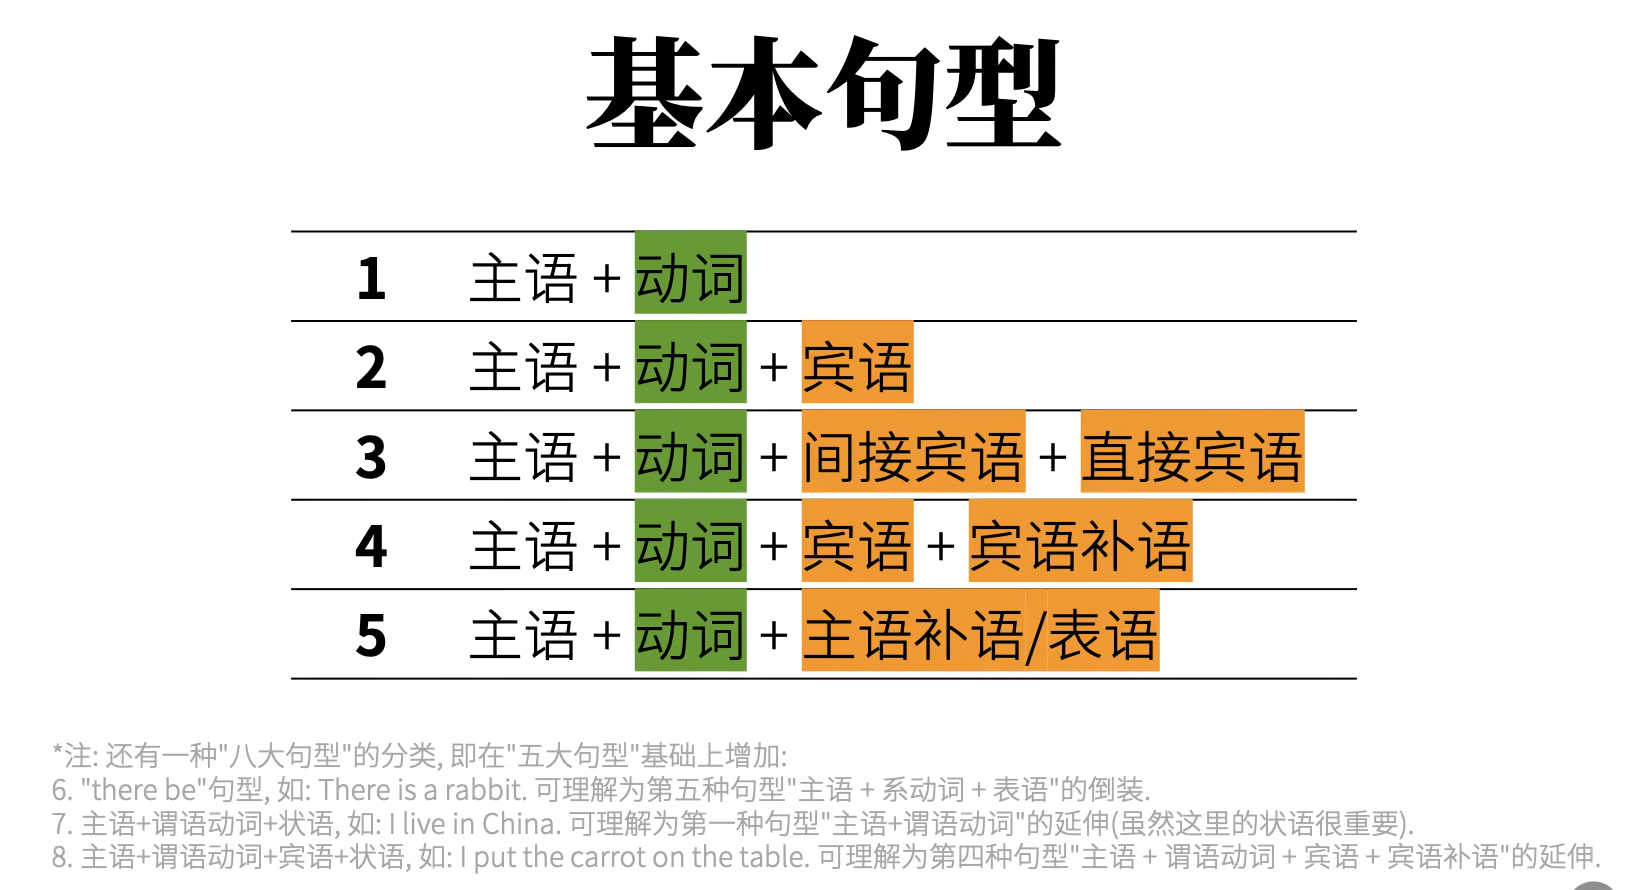 基本句型
1 主语 + 动词
2 主语 + 动词 + 宾语
3 主语 + 动词 + 间接宾语 + 直接宾语
4 主语 + 动词 + 宾语 + 宾语补语
5 主语 + 动词 + 主语补语/表语
*注: 还有一种"八大句型"的分类, 即在"五大句型"基础上增加:
6. "there be"句型, 如: There is a rabbit. 可理解为第五种句型"主语 + 系动词 + 表语"的倒装.
7. 主语+谓语动词+状语, 如: I live in China. 可理解为第一种句型"主语+谓语动词"的延伸(虽然这里的状语很重要).
8. 主语+谓语动词+宾语+状语, 如: I put the carrot on the table. 可理解为第四种句型"主语 + 谓语动词 + 宾语 + 宾语补语"的延伸.